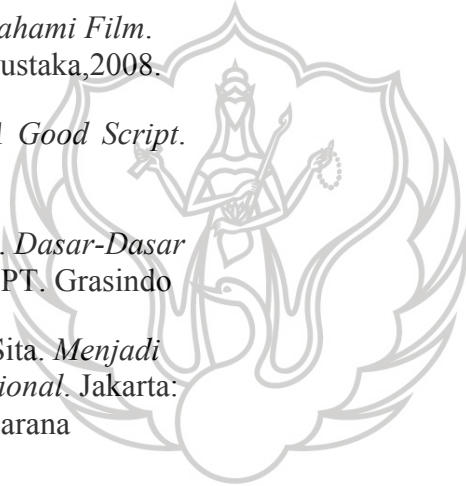 ahami Film.
ustaka,2008.
Good Script.
. Dasar-Dasar
PT. Grasindo
Sita. Menjadi
ional. Jakarta:
arana